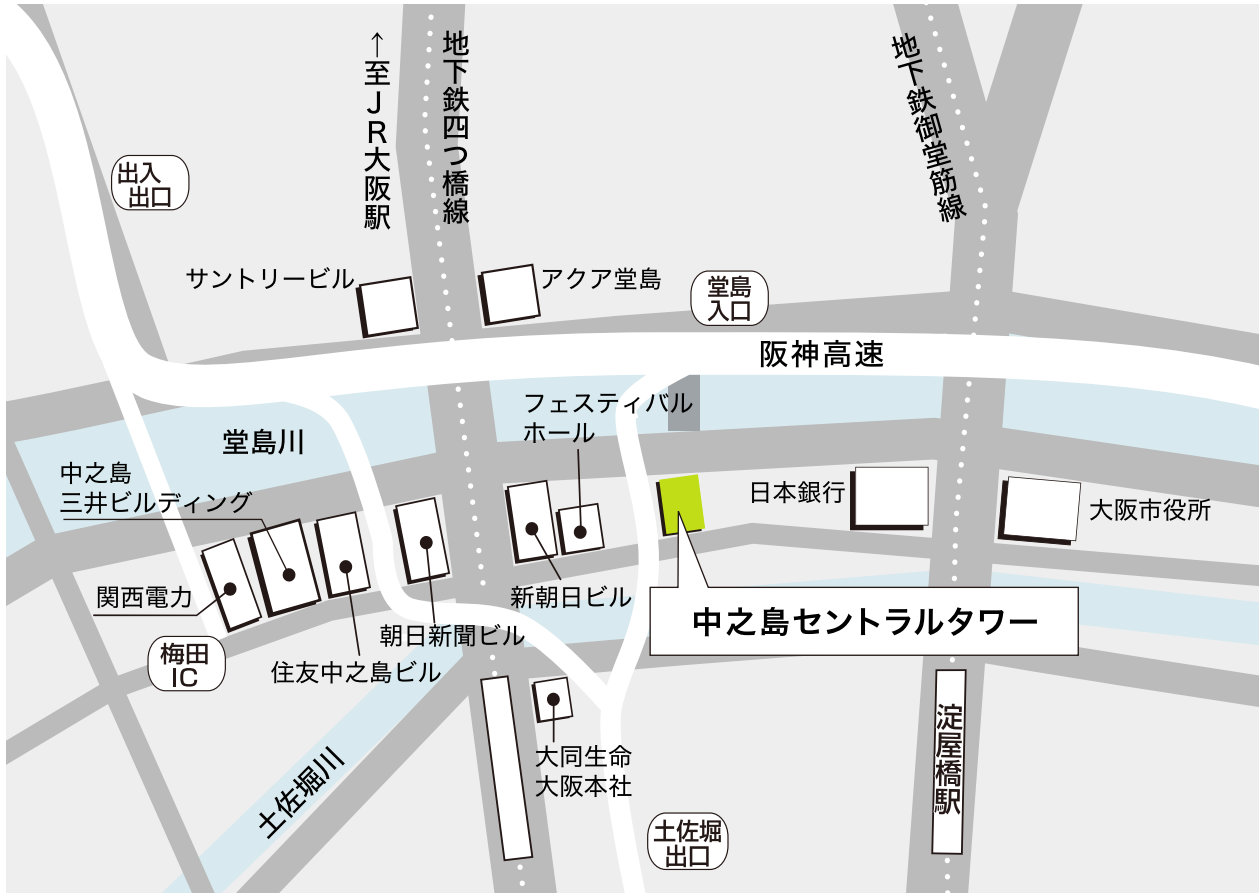 ←至JR大阪駅
地下鉄四つ橋線
地下鉄御堂筋線
出入
出口
サントリービル
アクア堂島
堂島
入口
阪神高速
フェスティバル
ホール
堂島川
中之島
三井ビルディング
日本銀行
大阪市役所
関西電力
新朝日ビル
中之島セントラルタワー
朝日新聞ビル
梅田
IC
住友中之島ビル
淀屋橋駅
大同生命
大阪本社
土佐堀川
土佐堀
出口